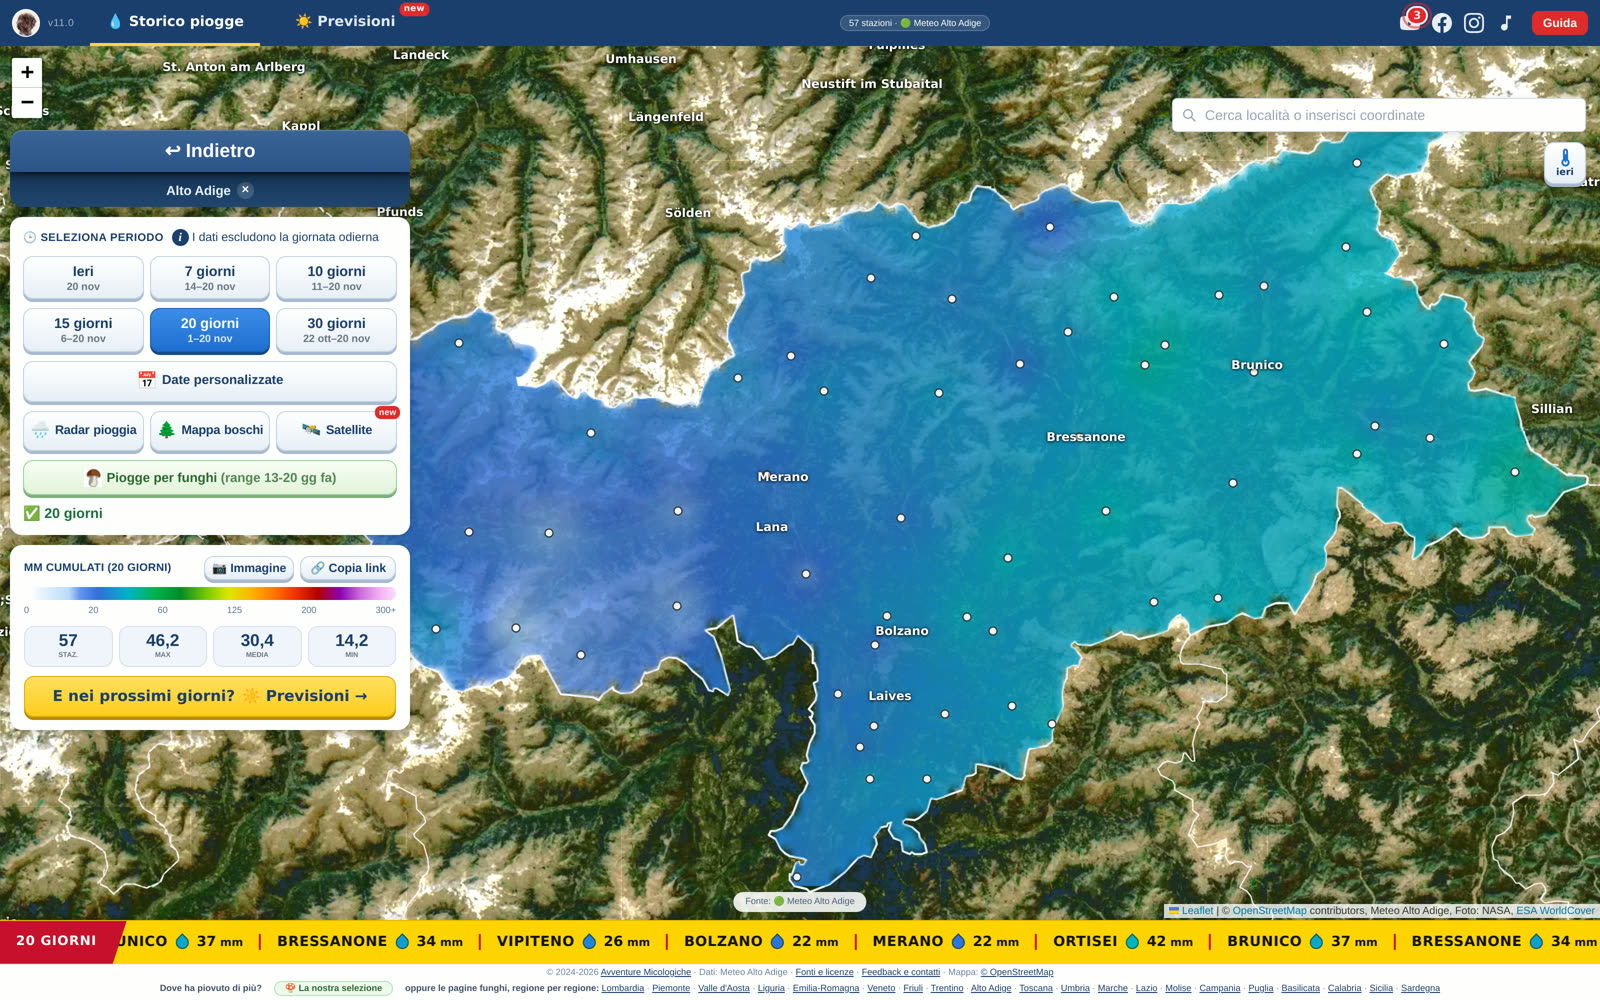 v11.0
💧 Storico piogge
☀️ Previsioni
new
57 stazioni · 🟢 Meteo Alto Adige
3
Guida
+
−
Landeck
St. Anton am Arlberg
Umhausen
Neustift im Stubaital
Längenfeld
Kappl
Cerca località o inserisci coordinate
↩ Indietro
ieri
Alto Adige ✕
Pfunds
Sölden
🕒 SELEZIONA PERIODO i I dati escludono la giornata odierna
Ieri
20 nov
7 giorni
14–20 nov
10 giorni
11–20 nov
15 giorni
6–20 nov
20 giorni
1–20 nov
30 giorni
22 ott–20 nov
📅 Date personalizzate
🌧️ Radar pioggia
🌲 Mappa boschi
🛰️ Satellite
new
🍄 Piogge per funghi (range 13-20 gg fa)
✅ 20 giorni
Brunico
Sillian
Bressanone
Merano
Lana
Bolzano
Laives
MM CUMULATI (20 GIORNI)
📷 Immagine
🔗 Copia link
0 20 60 125 200 300+
57
STAZ.
46,2
MAX
30,4
MEDIA
14,2
MIN
E nei prossimi giorni? ☀️ Previsioni →
Fonte: 🟢 Meteo Alto Adige
Leaflet | © OpenStreetMap contributors, Meteo Alto Adige, Foto: NASA, ESA WorldCover
20 GIORNI
UNICO 37 mm | BRESSANONE 34 mm | VIPITENO 26 mm | BOLZANO 22 mm | MERANO 22 mm | ORTISEI 42 mm | BRUNICO 37 mm | BRESSANONE 34 mm
© 2024-2026 Avventure Micologiche · Dati: Meteo Alto Adige · Fonti e licenze · Feedback e contatti · Mappa: © OpenStreetMap
Dove ha piovuto di più? 🍄 La nostra selezione oppure le pagine funghi, regione per regione: Lombardia · Piemonte · Valle d'Aosta · Liguria · Emilia-Romagna · Veneto · Friuli · Trentino · Alto Adige · Toscana · Umbria · Marche · Lazio · Molise · Campania · Puglia · Basilicata · Calabria · Sicilia · Sardegna